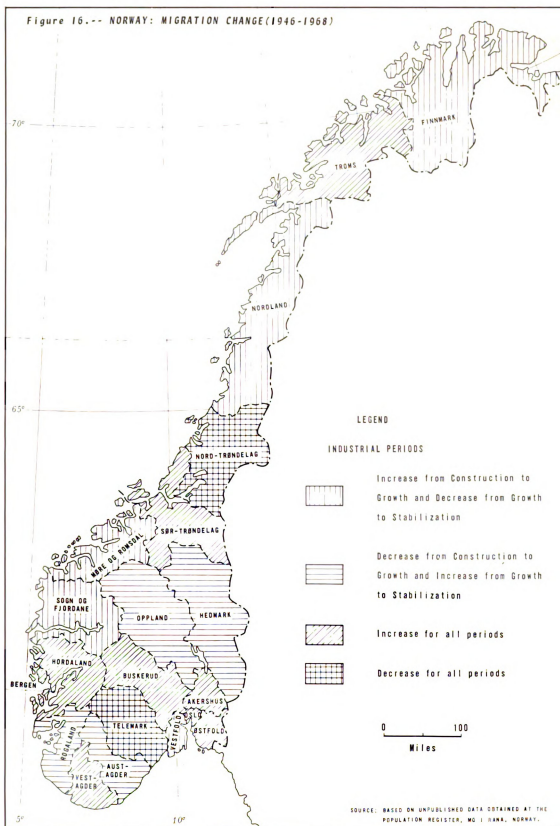 Figure 16.-- NORWAY: MIGRATION CHANGE(1946-1968)
70°
FINNMARK
TROMS
NORDLAND
65°
NORD-TRØNDELAG
SØR-TRØNDELAG
MØRE OG ROMSDAL
SOGN OG
FJORDANE
OPPLAND
HEDMARK
HORDALAND
BERGEN
BUSKERUD
AKERSHUS
OSLO
ØSTFOLD
VESTFOLD
TELEMARK
ROGALAND
AUST-
AGDER
VEST-
AGDER
5°
10°
LEGEND
INDUSTRIAL PERIODS
Increase from Construction to
Growth and Decrease from Growth
to Stabilization
Decrease from Construction to
Growth and Increase from Growth
to Stabilization
Increase for all periods
Decrease for all periods
0 100
Miles
SOURCE: BASED ON UNPUBLISHED DATA OBTAINED AT THE
POPULATION REGISTER, MO I RANA, NORWAY.